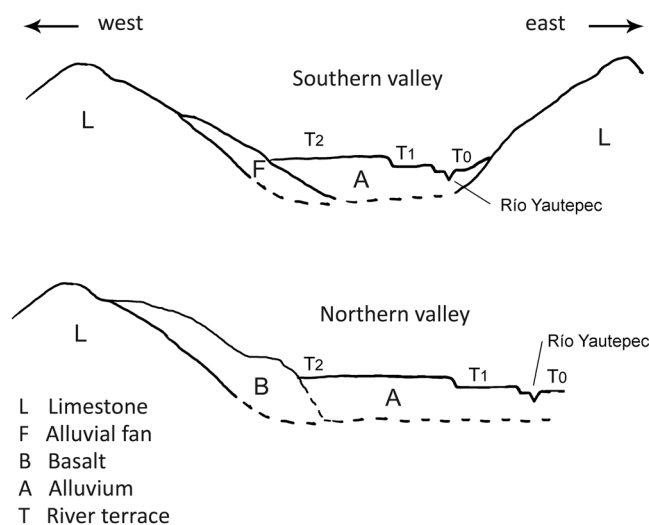 west
east
Southern valley
L
L
T2
T1
T0
F
A
Río Yautepec
Northern valley
Río Yautepec
L
T2
T1
T0
B
A
L Limestone
F Alluvial fan
B Basalt
A Alluvium
T River terrace